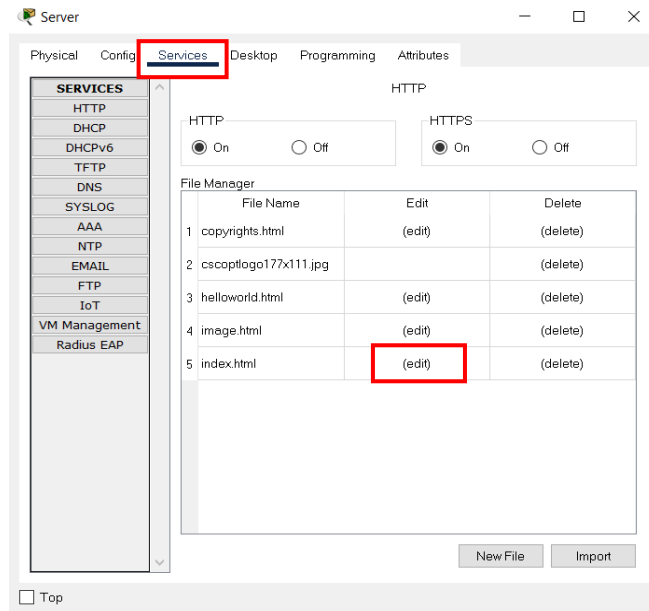 Server
Physical Config Services Desktop Programming Attributes
SERVICES
HTTP
DHCP
DHCPv6
TFTP
DNS
SYSLOG
AAA
NTP
EMAIL
FTP
IoT
VM Management
Radius EAP
HTTP
HTTP
On Off
HTTPS
On Off
File Manager
File Name Edit Delete
1 copyrights.html (edit) (delete)
2 cscoptlogo177x111.jpg (delete)
3 helloworld.html (edit) (delete)
4 image.html (edit) (delete)
5 index.html (edit) (delete)
New File Import
Top